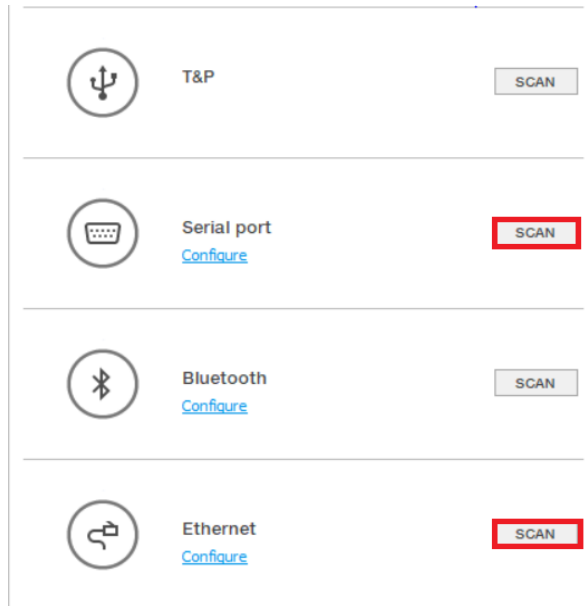 T&P
SCAN
Serial port
SCAN
Configure
Bluetooth
SCAN
Configure
Ethernet
SCAN
Configure